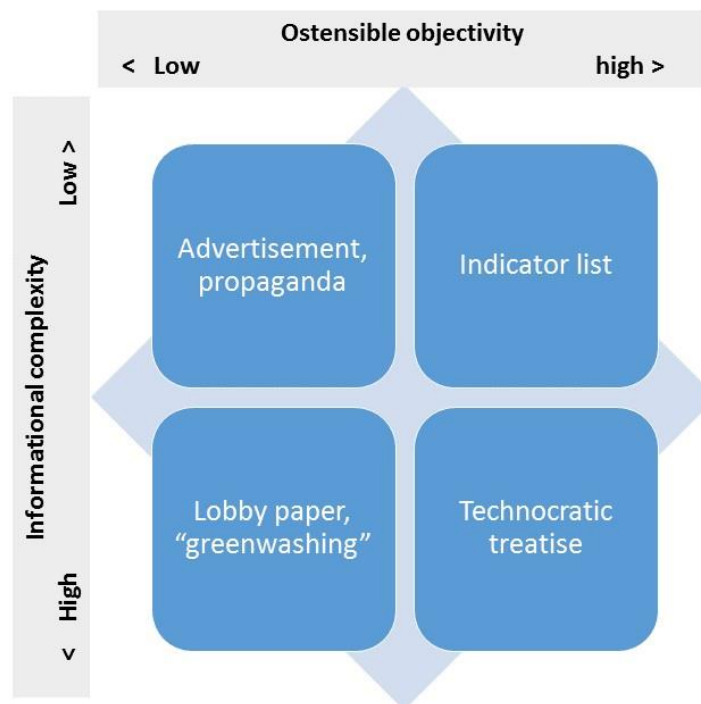 Ostensible objectivity
< Low high >
Informational complexity
Low >
< High
Advertisement,
propaganda
Indicator list
Lobby paper,
“greenwashing”
Technocratic
treatise